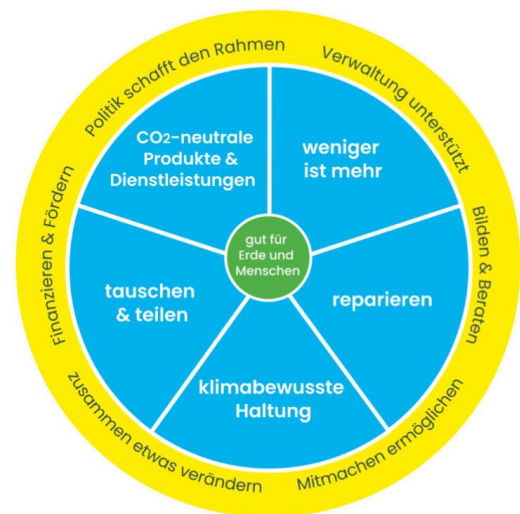 Politik schafft den Rahmen
Verwaltung unterstützt
Bilden & Beraten
Mitmachen ermöglichen
zusammen etwas verändern
Finanzieren & Fördern
CO2-neutrale
Produkte &
Dienstleistungen
weniger
ist mehr
reparieren
klimabewusste
Haltung
tauschen
& teilen
gut für
Erde und
Menschen